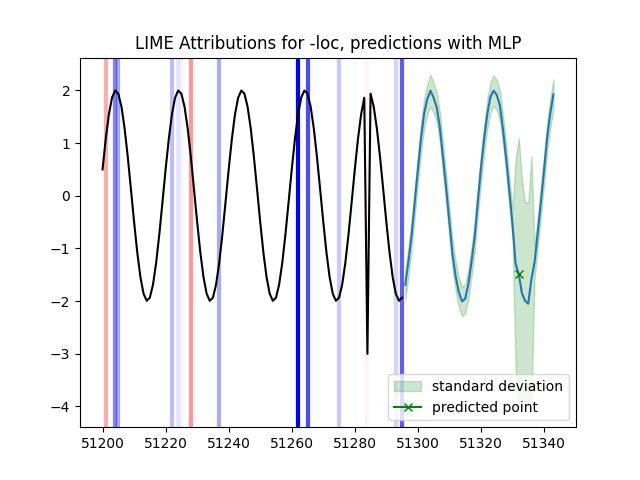 LIME Attributions for -loc, predictions with MLP
2
1
0
−1
−2
−3
−4
standard deviation
predicted point
51200 51220 51240 51260 51280 51300 51320 51340